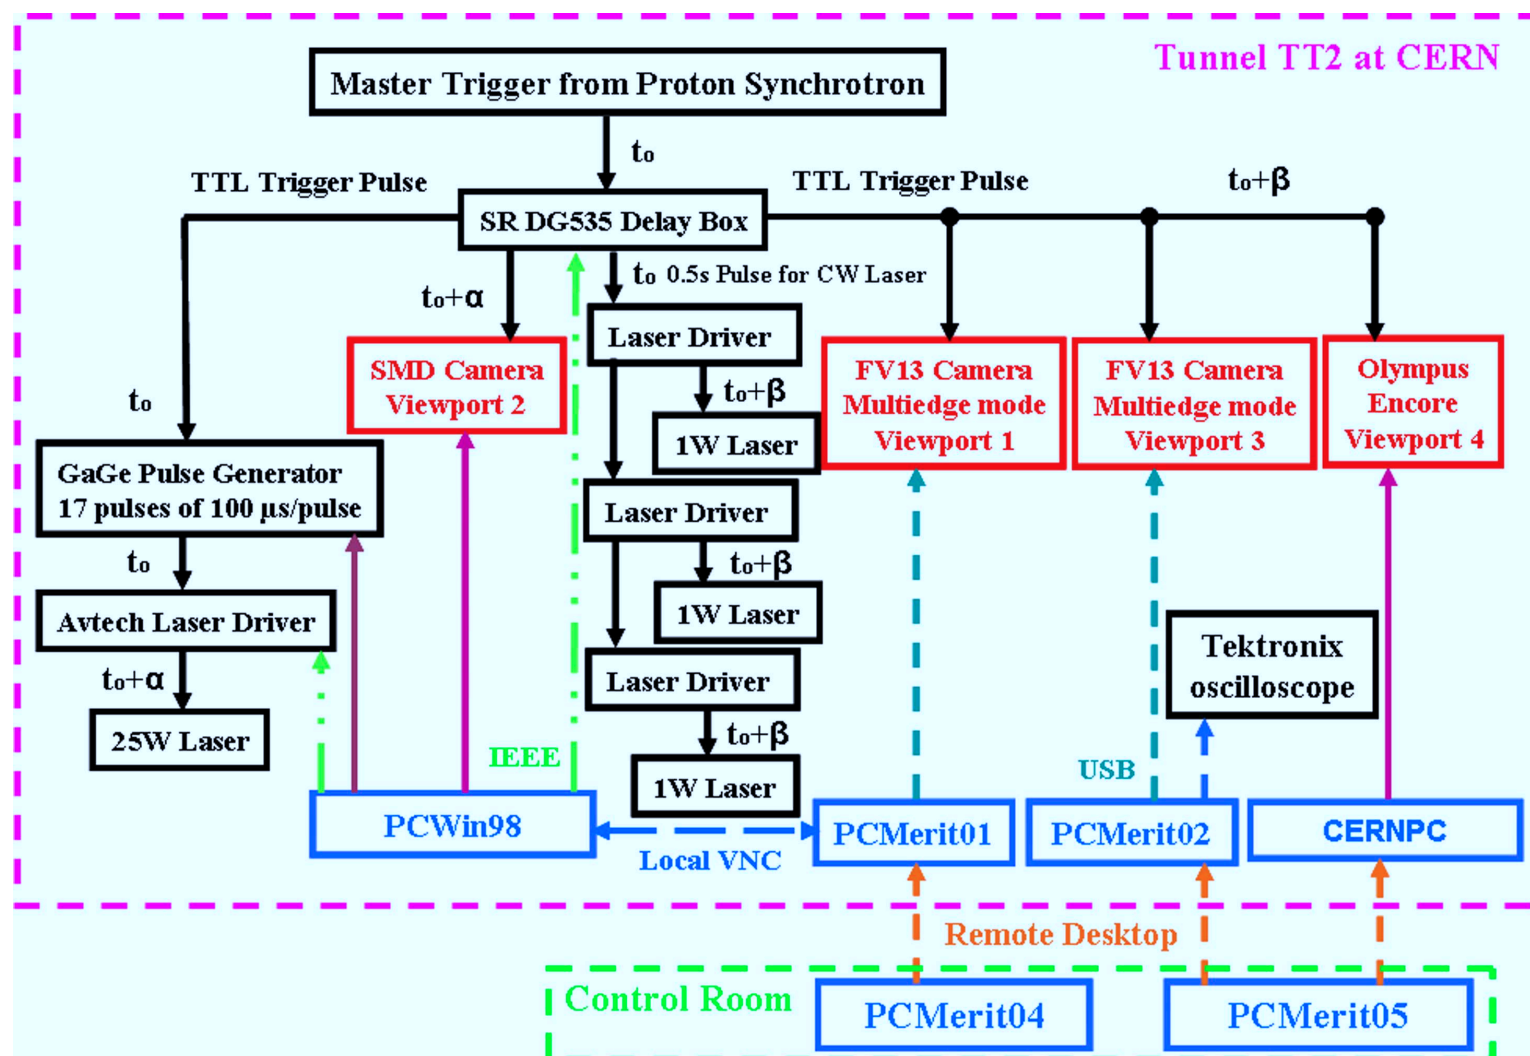 Tunnel TT2 at CERN
Master Trigger from Proton Synchrotron
to
TTL Trigger Pulse
TTL Trigger Pulse
to+β
SR DG535 Delay Box
to+α
to 0.5s Pulse for CW Laser
Laser Driver
SMD Camera
Viewport 2
FV13 Camera
Multiedge mode
Viewport 1
FV13 Camera
Multiedge mode
Viewport 3
Olympus
Encore
Viewport 4
to
to+β
1W Laser
GaGe Pulse Generator
17 pulses of 100 µs/pulse
Laser Driver
to
to+β
1W Laser
Avtech Laser Driver
Laser Driver
Tektronix
oscilloscope
to+α
to+β
25W Laser
IEEE
1W Laser
USB
PCWin98
Local VNC
PCMerit01
PCMerit02
CERNPC
Remote Desktop
Control Room
PCMerit04
PCMerit05